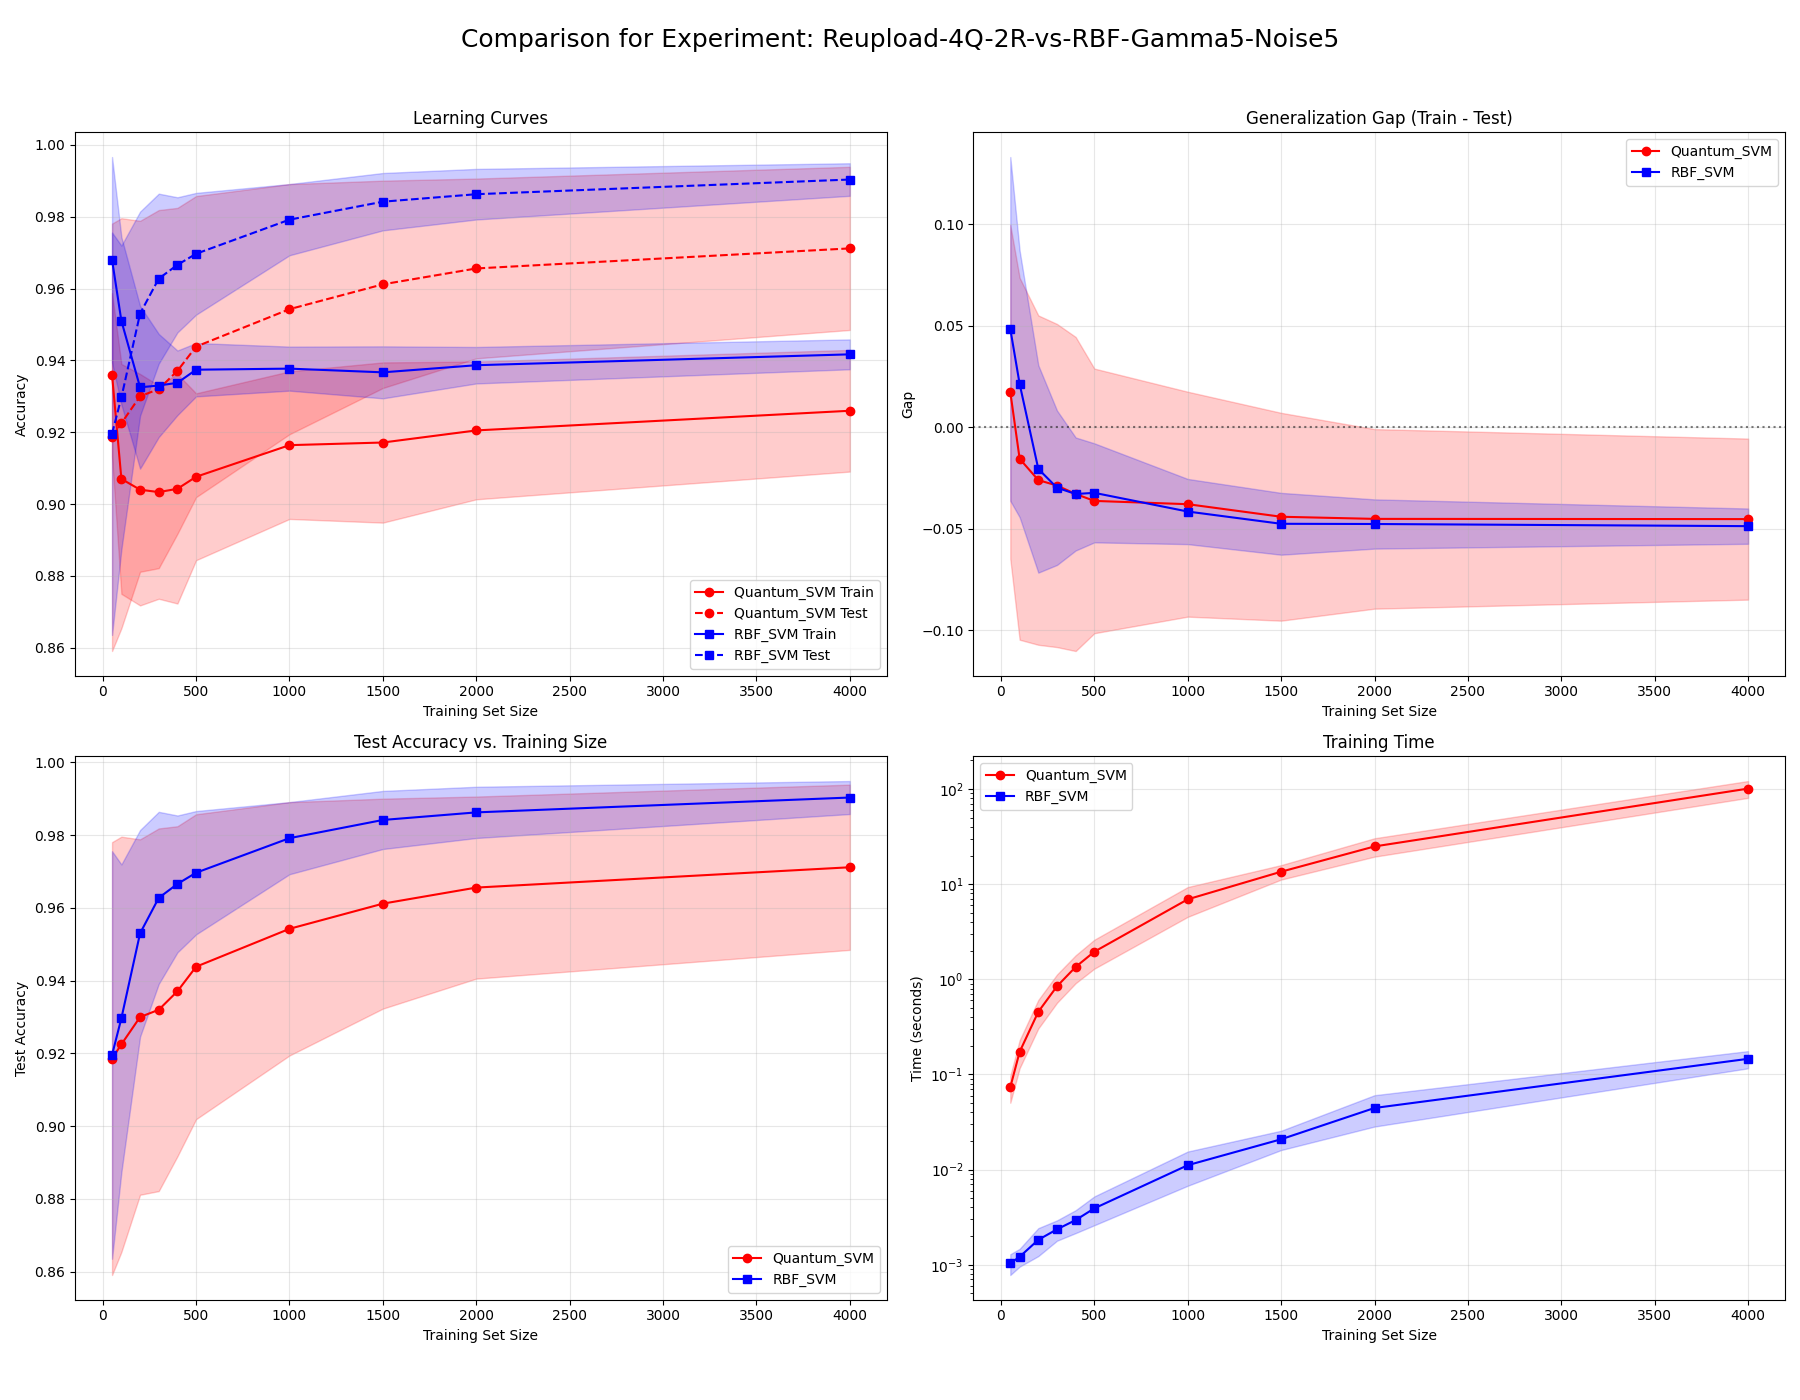 Comparison for Experiment: Reupload-4Q-2R-vs-RBF-Gamma5-Noise5
Learning Curves
1.00
0.98
0.96
0.94
0.92
0.90
0.88
0.86
Accuracy
0
500
1000
1500
2000
2500
3000
3500
4000
Training Set Size
Quantum_SVM Train
Quantum_SVM Test
RBF_SVM Train
RBF_SVM Test
Generalization Gap (Train - Test)
0.10
0.05
0.00
−0.05
−0.10
Gap
0
500
1000
1500
2000
2500
3000
3500
4000
Training Set Size
Quantum_SVM
RBF_SVM
Test Accuracy vs. Training Size
1.00
0.98
0.96
0.94
0.92
0.90
0.88
0.86
Test Accuracy
0
500
1000
1500
2000
2500
3000
3500
4000
Training Set Size
Quantum_SVM
RBF_SVM
Training Time
10²
10¹
10⁰
10⁻¹
10⁻²
10⁻³
Time (seconds)
0
500
1000
1500
2000
2500
3000
3500
4000
Training Set Size
Quantum_SVM
RBF_SVM